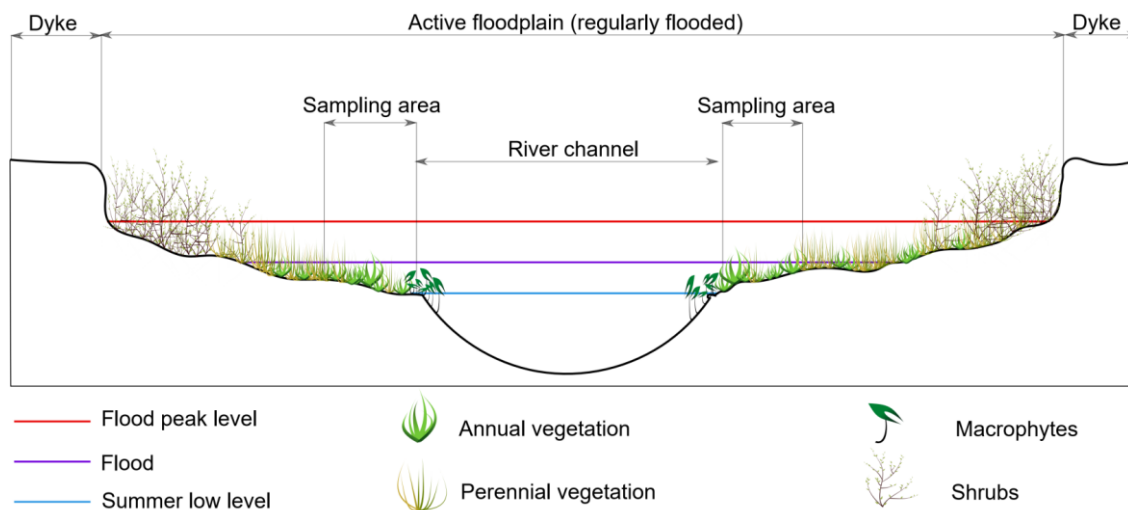 Dyke
Active floodplain (regularly flooded)
Dyke
Sampling area
Sampling area
River channel
Flood peak level
Annual vegetation
Macrophytes
Flood
Perennial vegetation
Shrubs
Summer low level